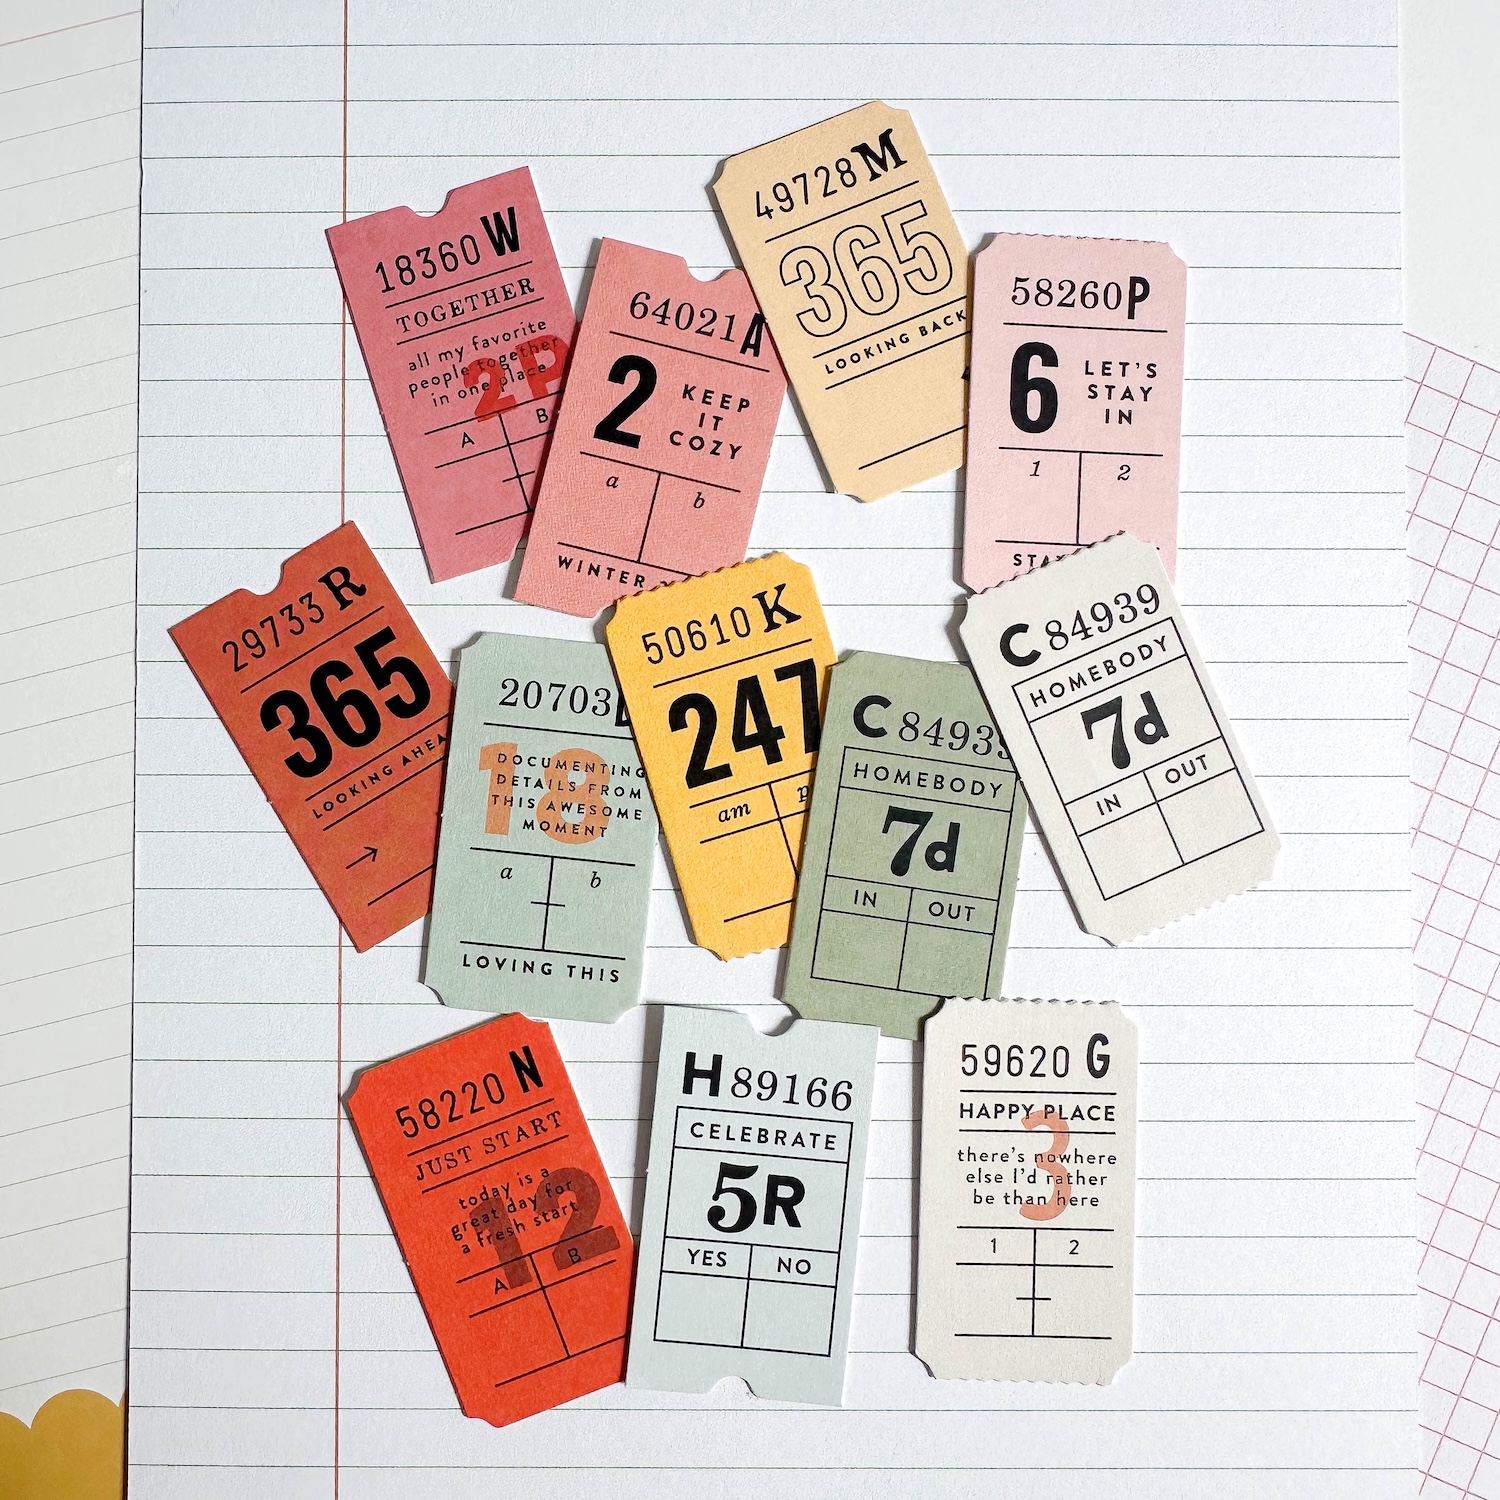 18360 W
TOGETHER
all my favorite
people together
in one place
2P
A B
64021 A
2
KEEP
IT
COZY
a b
WINTER
49728 M
365
LOOKING BACK
58260 P
6
LET'S
STAY
IN
1 2
29733 R
365
LOOKING AHEA
→
20703
18
DOCUMENTING
DETAILS FROM
THIS AWESOME
MOMENT
a b
LOVING THIS
50610 K
247
am p
C 84939
HOMEBODY
7d
IN OUT
C 84939
HOMEBODY
7d
IN OUT
58220 N
JUST START
today is a
great day for
a fresh start
12
A B
H 89166
CELEBRATE
5R
YES NO
59620 G
HAPPY PLACE
3
there's nowhere
else I'd rather
be than here
1 2